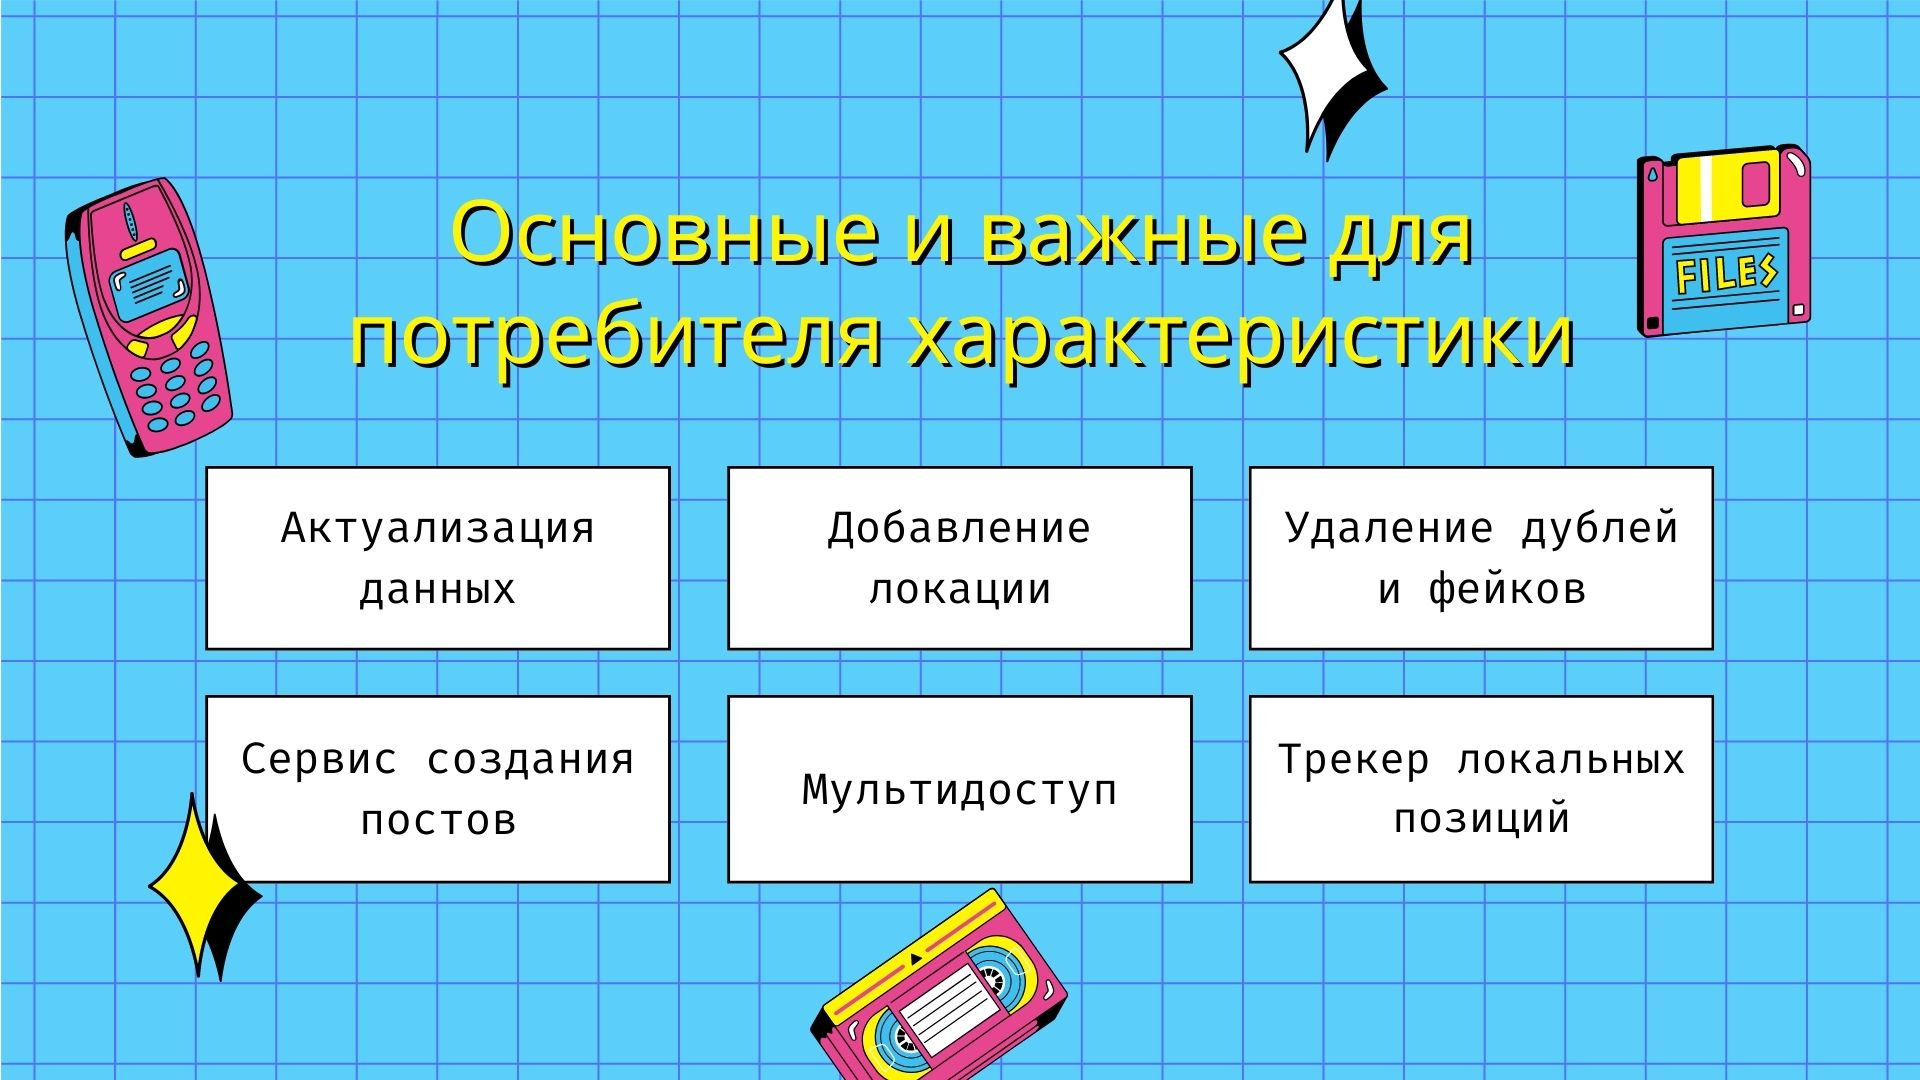 Основные и важные для
потребителя характеристики
FILES
Актуализация
данных
Добавление
локации
Удаление дублей
и фейков
Сервис создания
постов
Мультидоступ
Трекер локальных
позиций